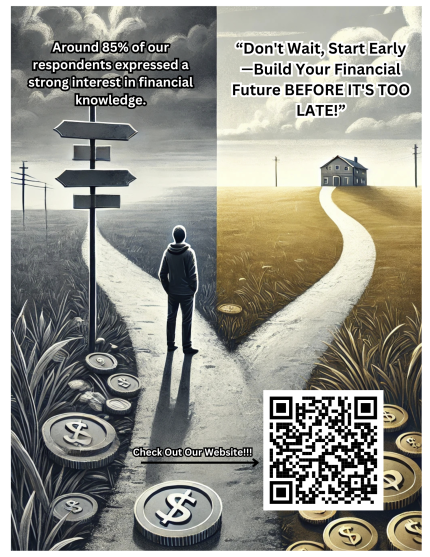 Around 85% of our
respondents expressed a
strong interest in financial
knowledge.
“Don't Wait, Start Early
—Build Your Financial
Future BEFORE IT'S TOO
LATE!”
Check Out Our Website!!!